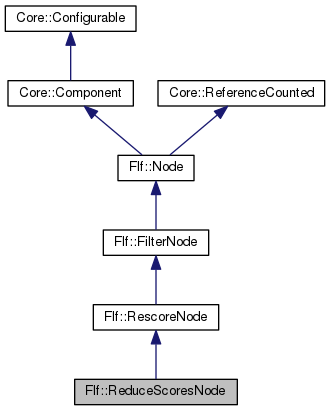 Core::Configurable
Core::Component
Core::ReferenceCounted
Flf::Node
Flf::FilterNode
Flf::RescoreNode
Flf::ReduceScoresNode